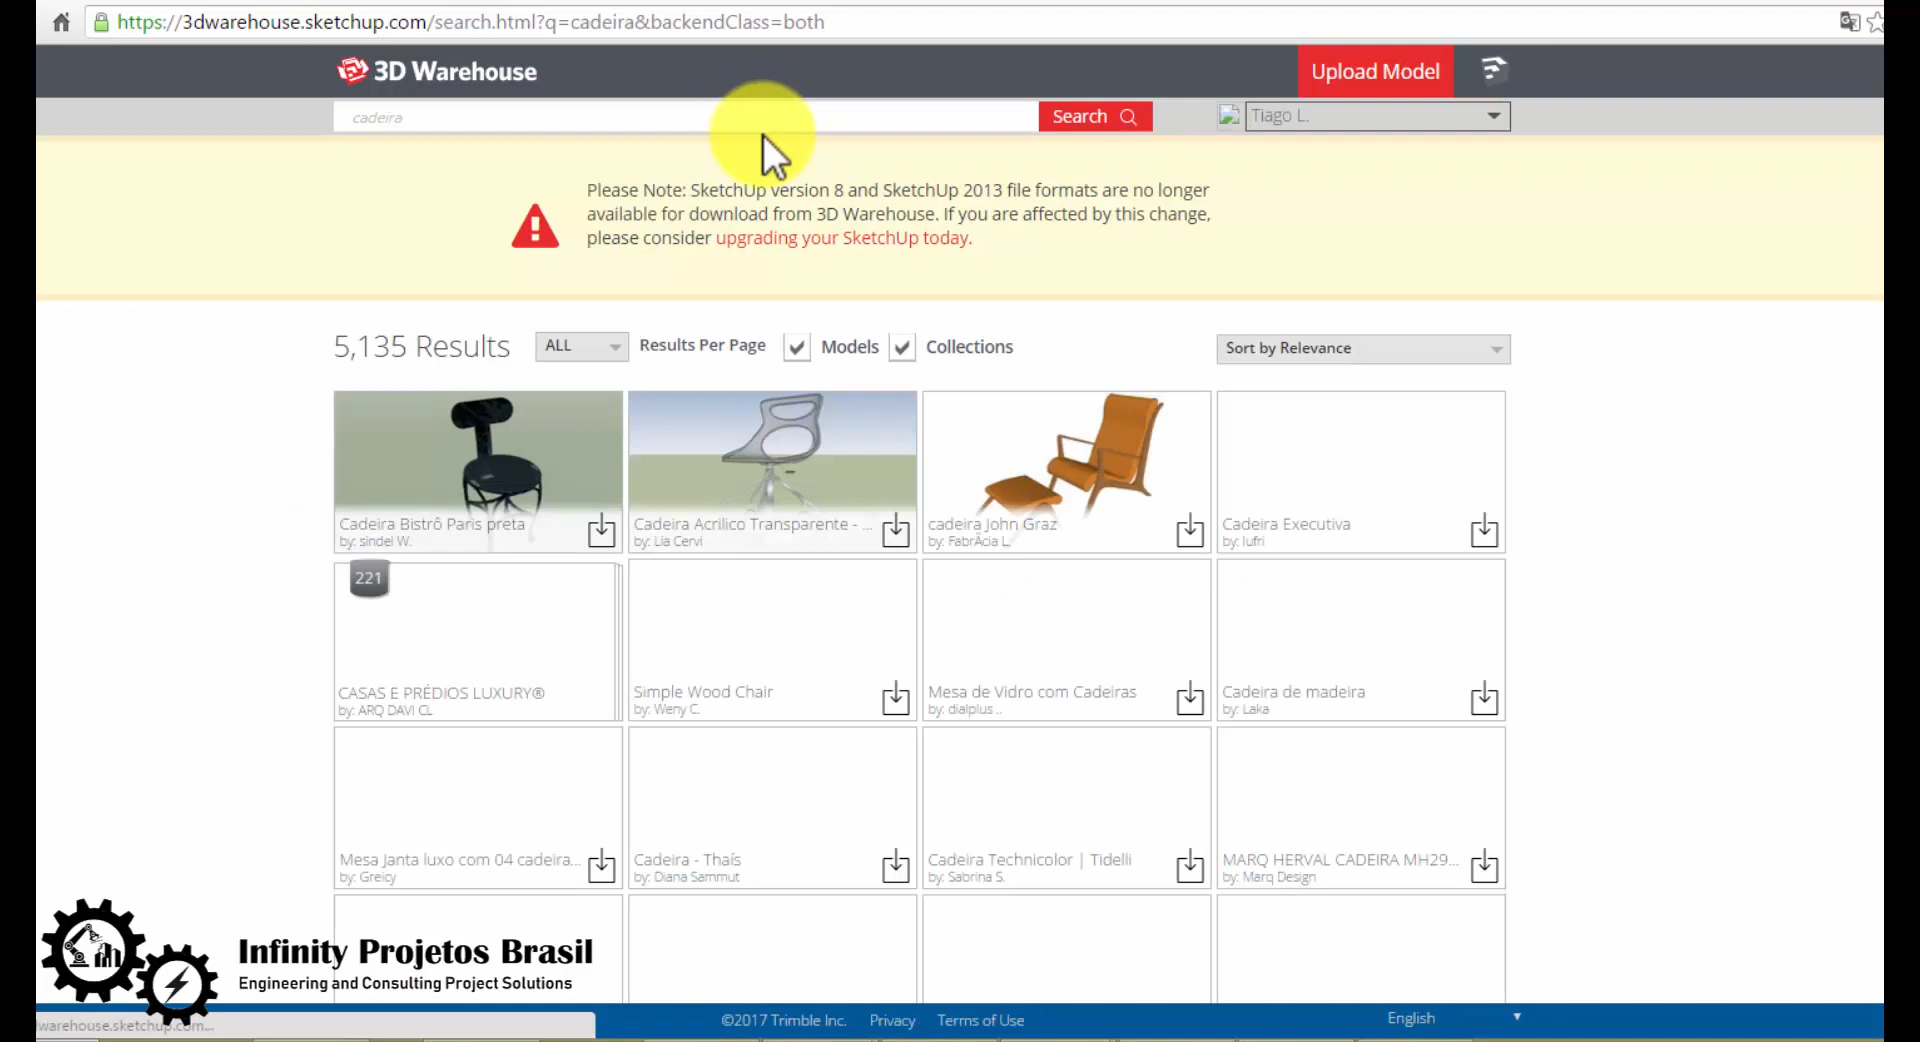 https://3dwarehouse.sketchup.com/search.html?q=cadeira&backendClass=both
3D Warehouse
Upload Model
cadeira
Search
Tiago L.
Please Note: SketchUp version 8 and SketchUp 2013 file formats are no longer
available for download from 3D Warehouse. If you are affected by this change,
please consider upgrading your SketchUp today.
5,135 Results
ALL
Results Per Page
Models
Collections
Sort by Relevance
Cadeira Bistrô Paris preta
by: sindel W.
Cadeira Acrilico Transparente - ...
by: Lia Cervi
cadeira John Graz
by: FabrÃcia L.
Cadeira Executiva
by: lufri
221
CASAS E PRÉDIOS LUXURY®
by: ARQ DAVI CL
Simple Wood Chair
by: Weny C.
Mesa de Vidro com Cadeiras
by: dialplus ..
Cadeira de madeira
by: Laka
Mesa Janta luxo com 04 cadeira...
by: Greicy
Cadeira - Thaís
by: Diana Sammut
Cadeira Technicolor | Tidelli
by: Sabrina S.
MARQ HERVAL CADEIRA MH29...
by: Marq Design
Infinity Projetos Brasil
Engineering and Consulting Project Solutions
warehouse.sketchup.com...
©2017 Trimble Inc.
Privacy
Terms of Use
English